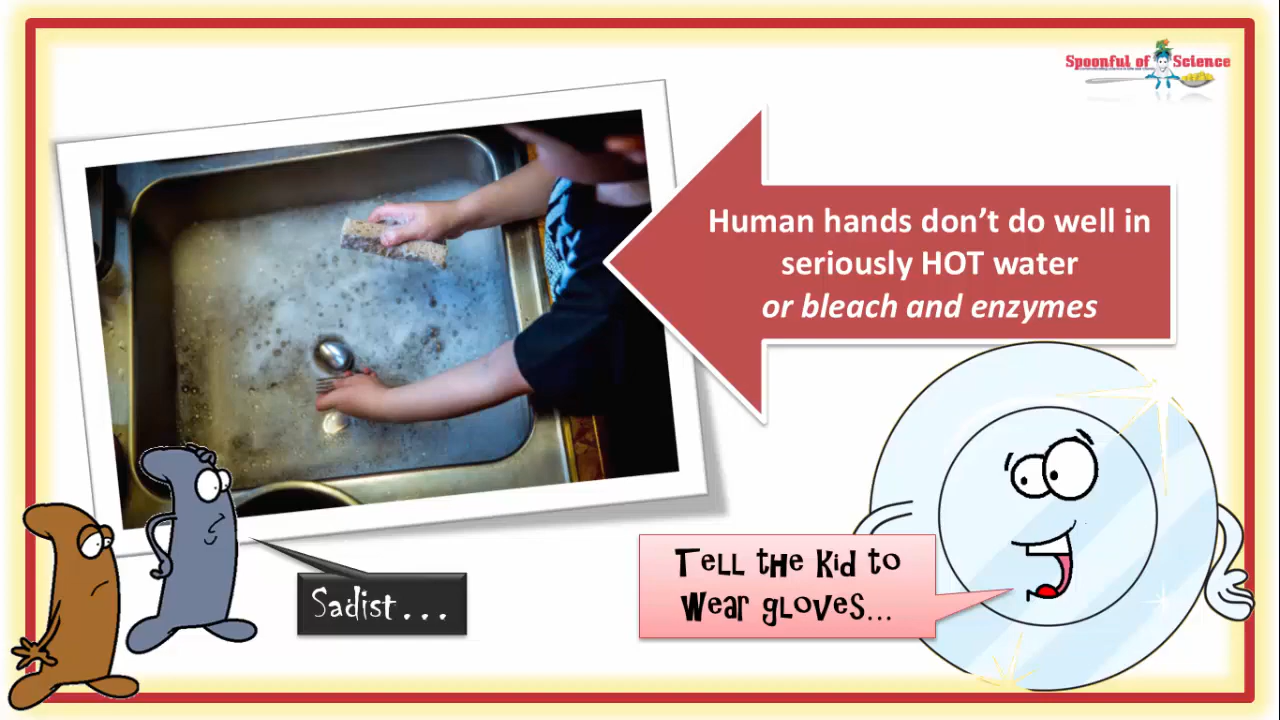 Spoonful of Science
Human hands don't do well in
seriously HOT water
or bleach and enzymes
Sadist...
Tell the kid to
wear gloves...